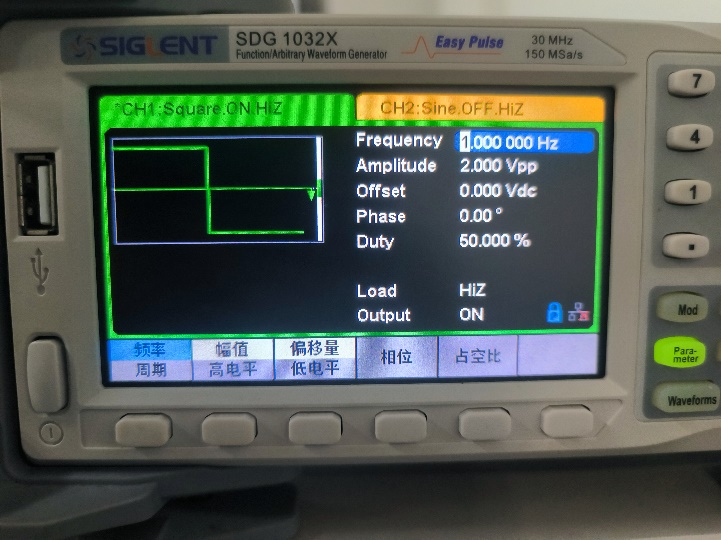 SIGLENT SDG 1032X Easy Pulse 30 MHz
Function/Arbitrary Waveform Generator 150 MSa/s
*CH1:Square,ON,HiZ CH2:Sine,OFF,HiZ
Frequency 1.000 000 Hz
Amplitude 2.000 Vpp
Offset 0.000 Vdc
Phase 0.00 °
Duty 50.000 %
Load HiZ
Output ON
频率 幅值 偏移量 相位 占空比
周期 高电平 低电平
7
4
1
.
Mod
Para-
meter
Waveforms